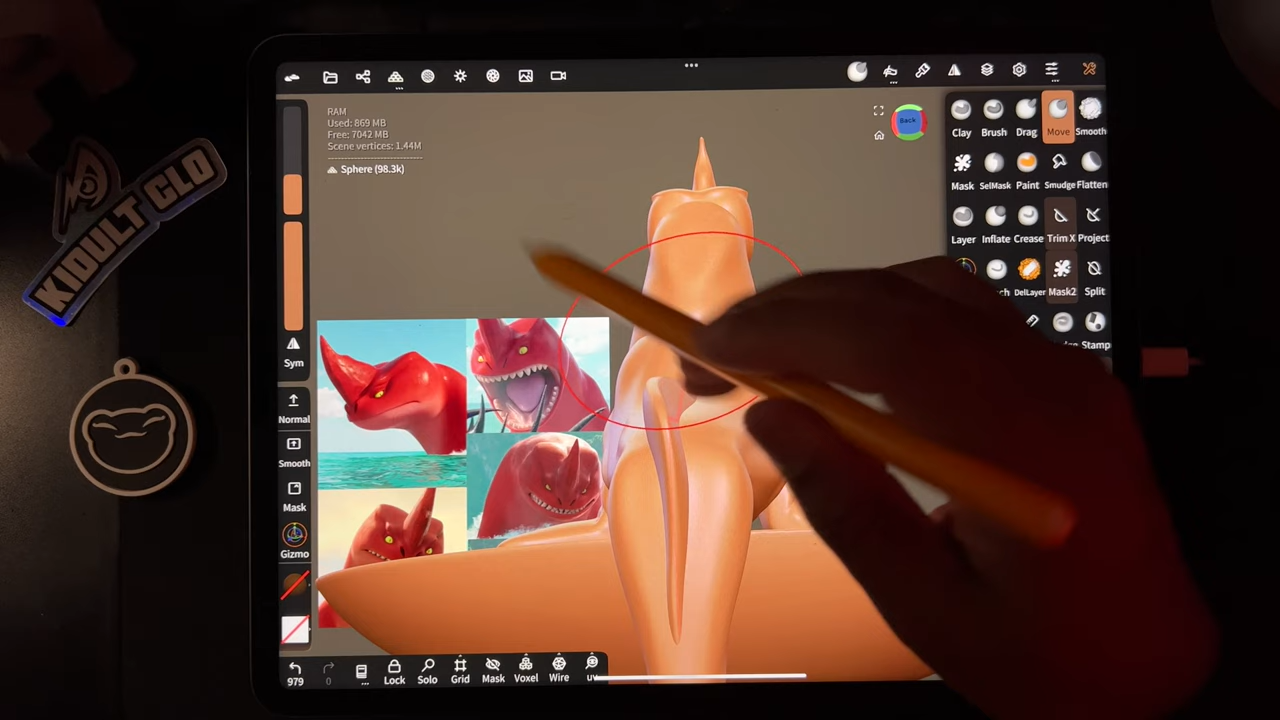 KIDULT CLO
RAM
Used: 869 MB
Free: 7042 MB
Scene vertices: 1.44M
Sphere (98.3k)
Back
Clay Brush Drag Move Smooth
Mask SelMask Paint Smudge Flatten
Layer Inflate Crease Trim X Project
DelLayer Mask2 Split
Stamp
Sym
Normal
Smooth
Mask
Gizmo
979 0 Lock Solo Grid Mask Voxel Wire